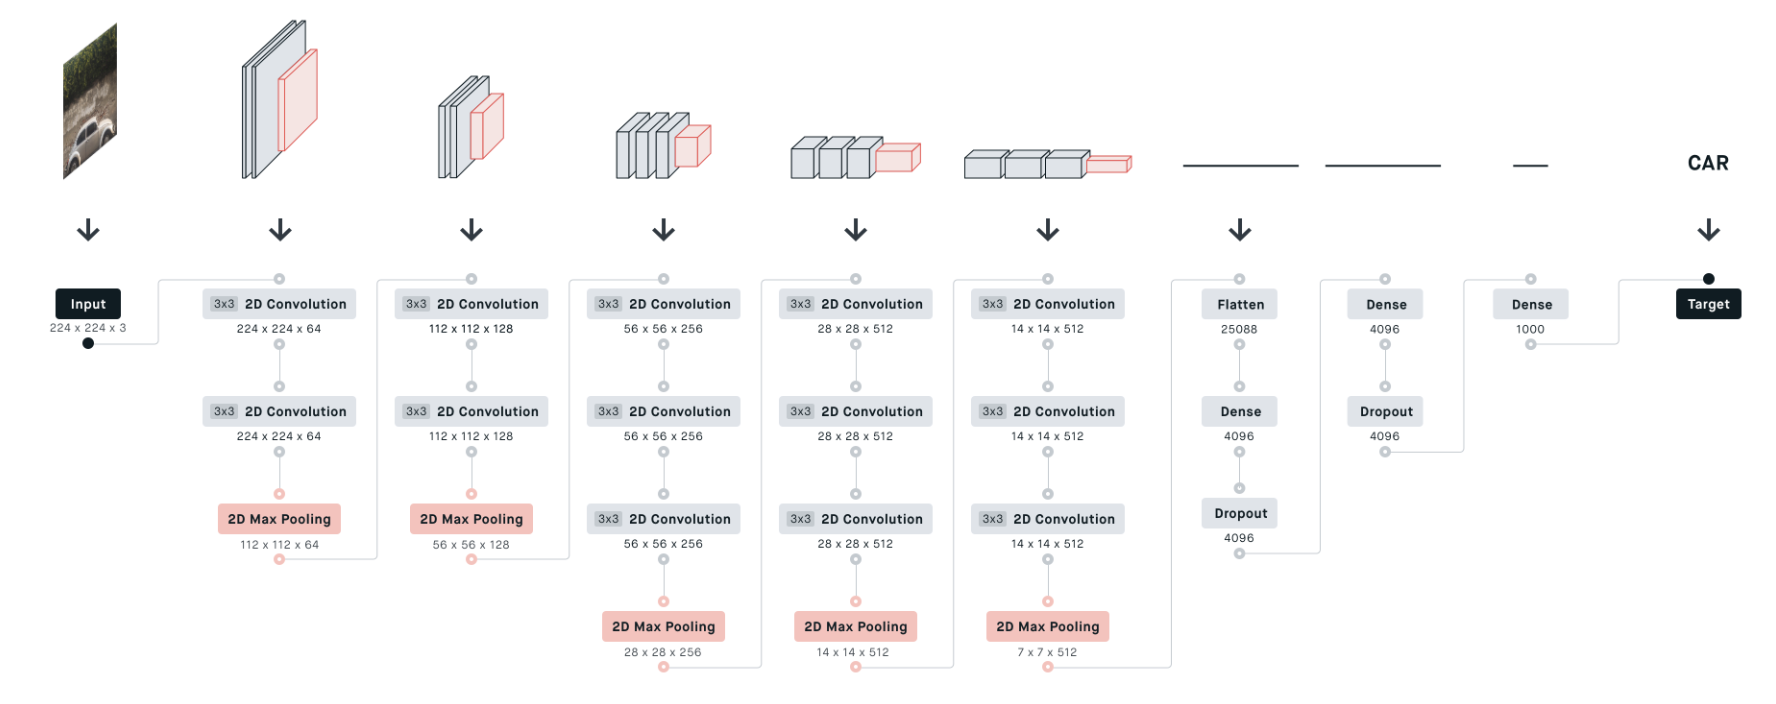 CAR
Input
224 x 224 x 3
3x3 2D Convolution
224 x 224 x 64
3x3 2D Convolution
224 x 224 x 64
2D Max Pooling
112 x 112 x 64
3x3 2D Convolution
112 x 112 x 128
3x3 2D Convolution
112 x 112 x 128
2D Max Pooling
56 x 56 x 128
3x3 2D Convolution
56 x 56 x 256
3x3 2D Convolution
56 x 56 x 256
3x3 2D Convolution
56 x 56 x 256
2D Max Pooling
28 x 28 x 256
3x3 2D Convolution
28 x 28 x 512
3x3 2D Convolution
28 x 28 x 512
3x3 2D Convolution
28 x 28 x 512
2D Max Pooling
14 x 14 x 512
3x3 2D Convolution
14 x 14 x 512
3x3 2D Convolution
14 x 14 x 512
3x3 2D Convolution
14 x 14 x 512
2D Max Pooling
7 x 7 x 512
Flatten
25088
Dense
4096
Dropout
4096
Dense
4096
Dropout
4096
Dense
1000
Target